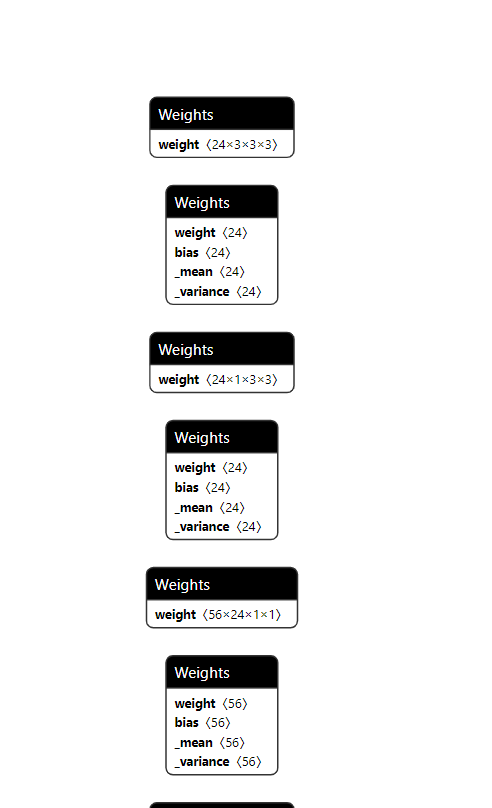 Weights
weight 〈24×3×3×3〉
Weights
weight 〈24〉
bias 〈24〉
_mean 〈24〉
_variance 〈24〉
Weights
weight 〈24×1×3×3〉
Weights
weight 〈24〉
bias 〈24〉
_mean 〈24〉
_variance 〈24〉
Weights
weight 〈56×24×1×1〉
Weights
weight 〈56〉
bias 〈56〉
_mean 〈56〉
_variance 〈56〉